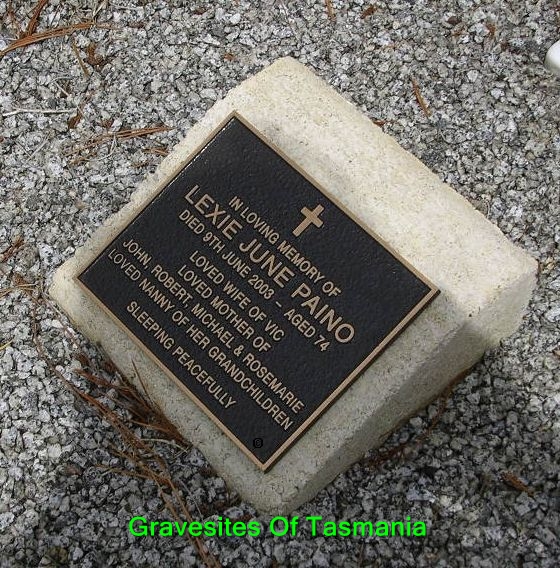 IN LOVING MEMORY OF
LEXIE JUNE PAINO
DIED 9TH JUNE 2003 - AGED 74
LOVED WIFE OF VIC
LOVED MOTHER OF
JOHN, ROBERT, MICHAEL & ROSEMARIE
LOVED NANNY OF HER GRANDCHILDREN
SLEEPING PEACEFULLY
Gravesites Of Tasmania